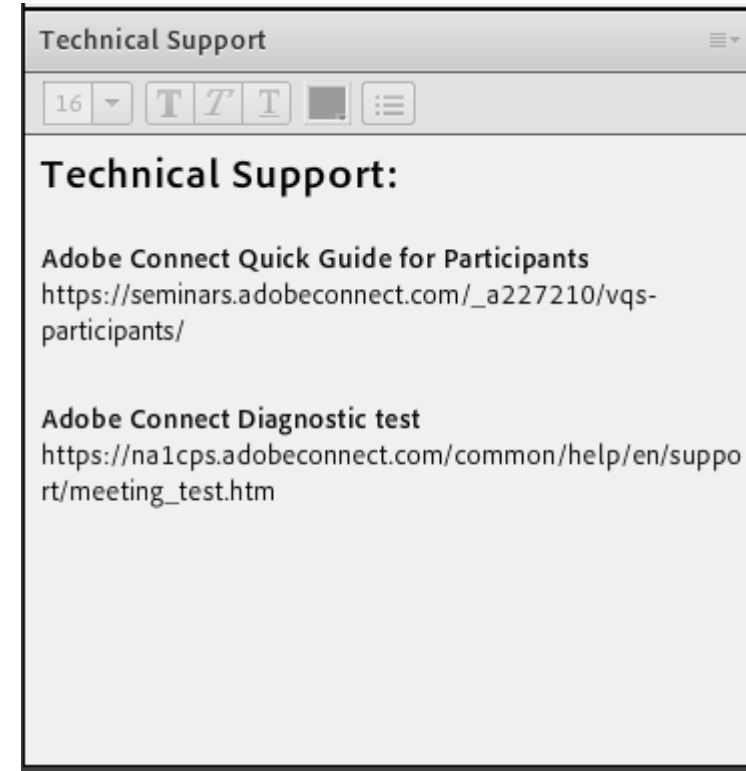 Technical Support
16 T T T
Technical Support:
Adobe Connect Quick Guide for Participants
https://seminars.adobeconnect.com/_a227210/vqs-
participants/
Adobe Connect Diagnostic test
https://na1cps.adobeconnect.com/common/help/en/suppo
rt/meeting_test.htm